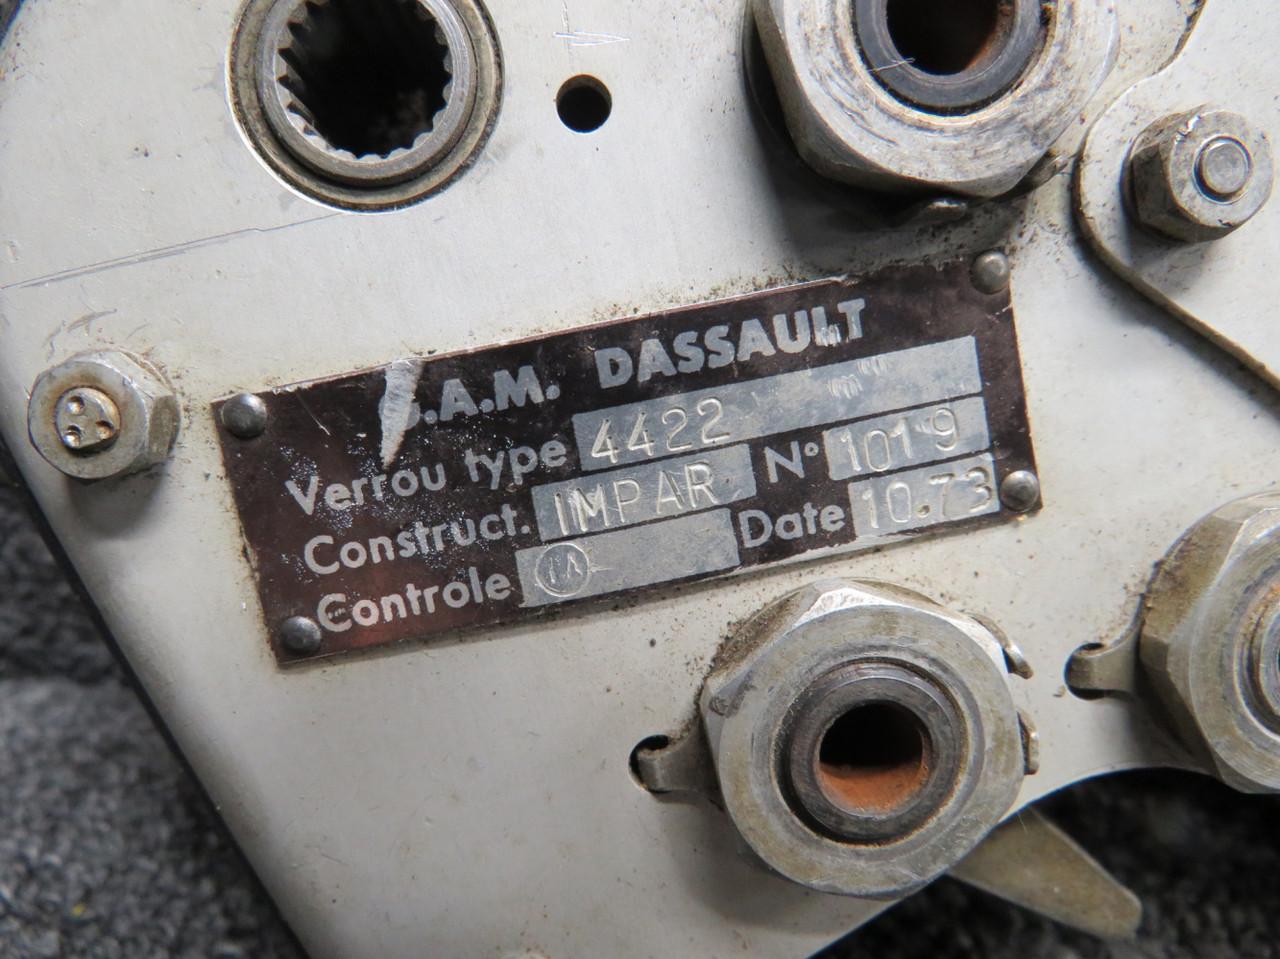 S.A.M. DASSAULT
Verrou type 4422 "m"
Construct. IMPAR N° 1019
Controle Date 10.73